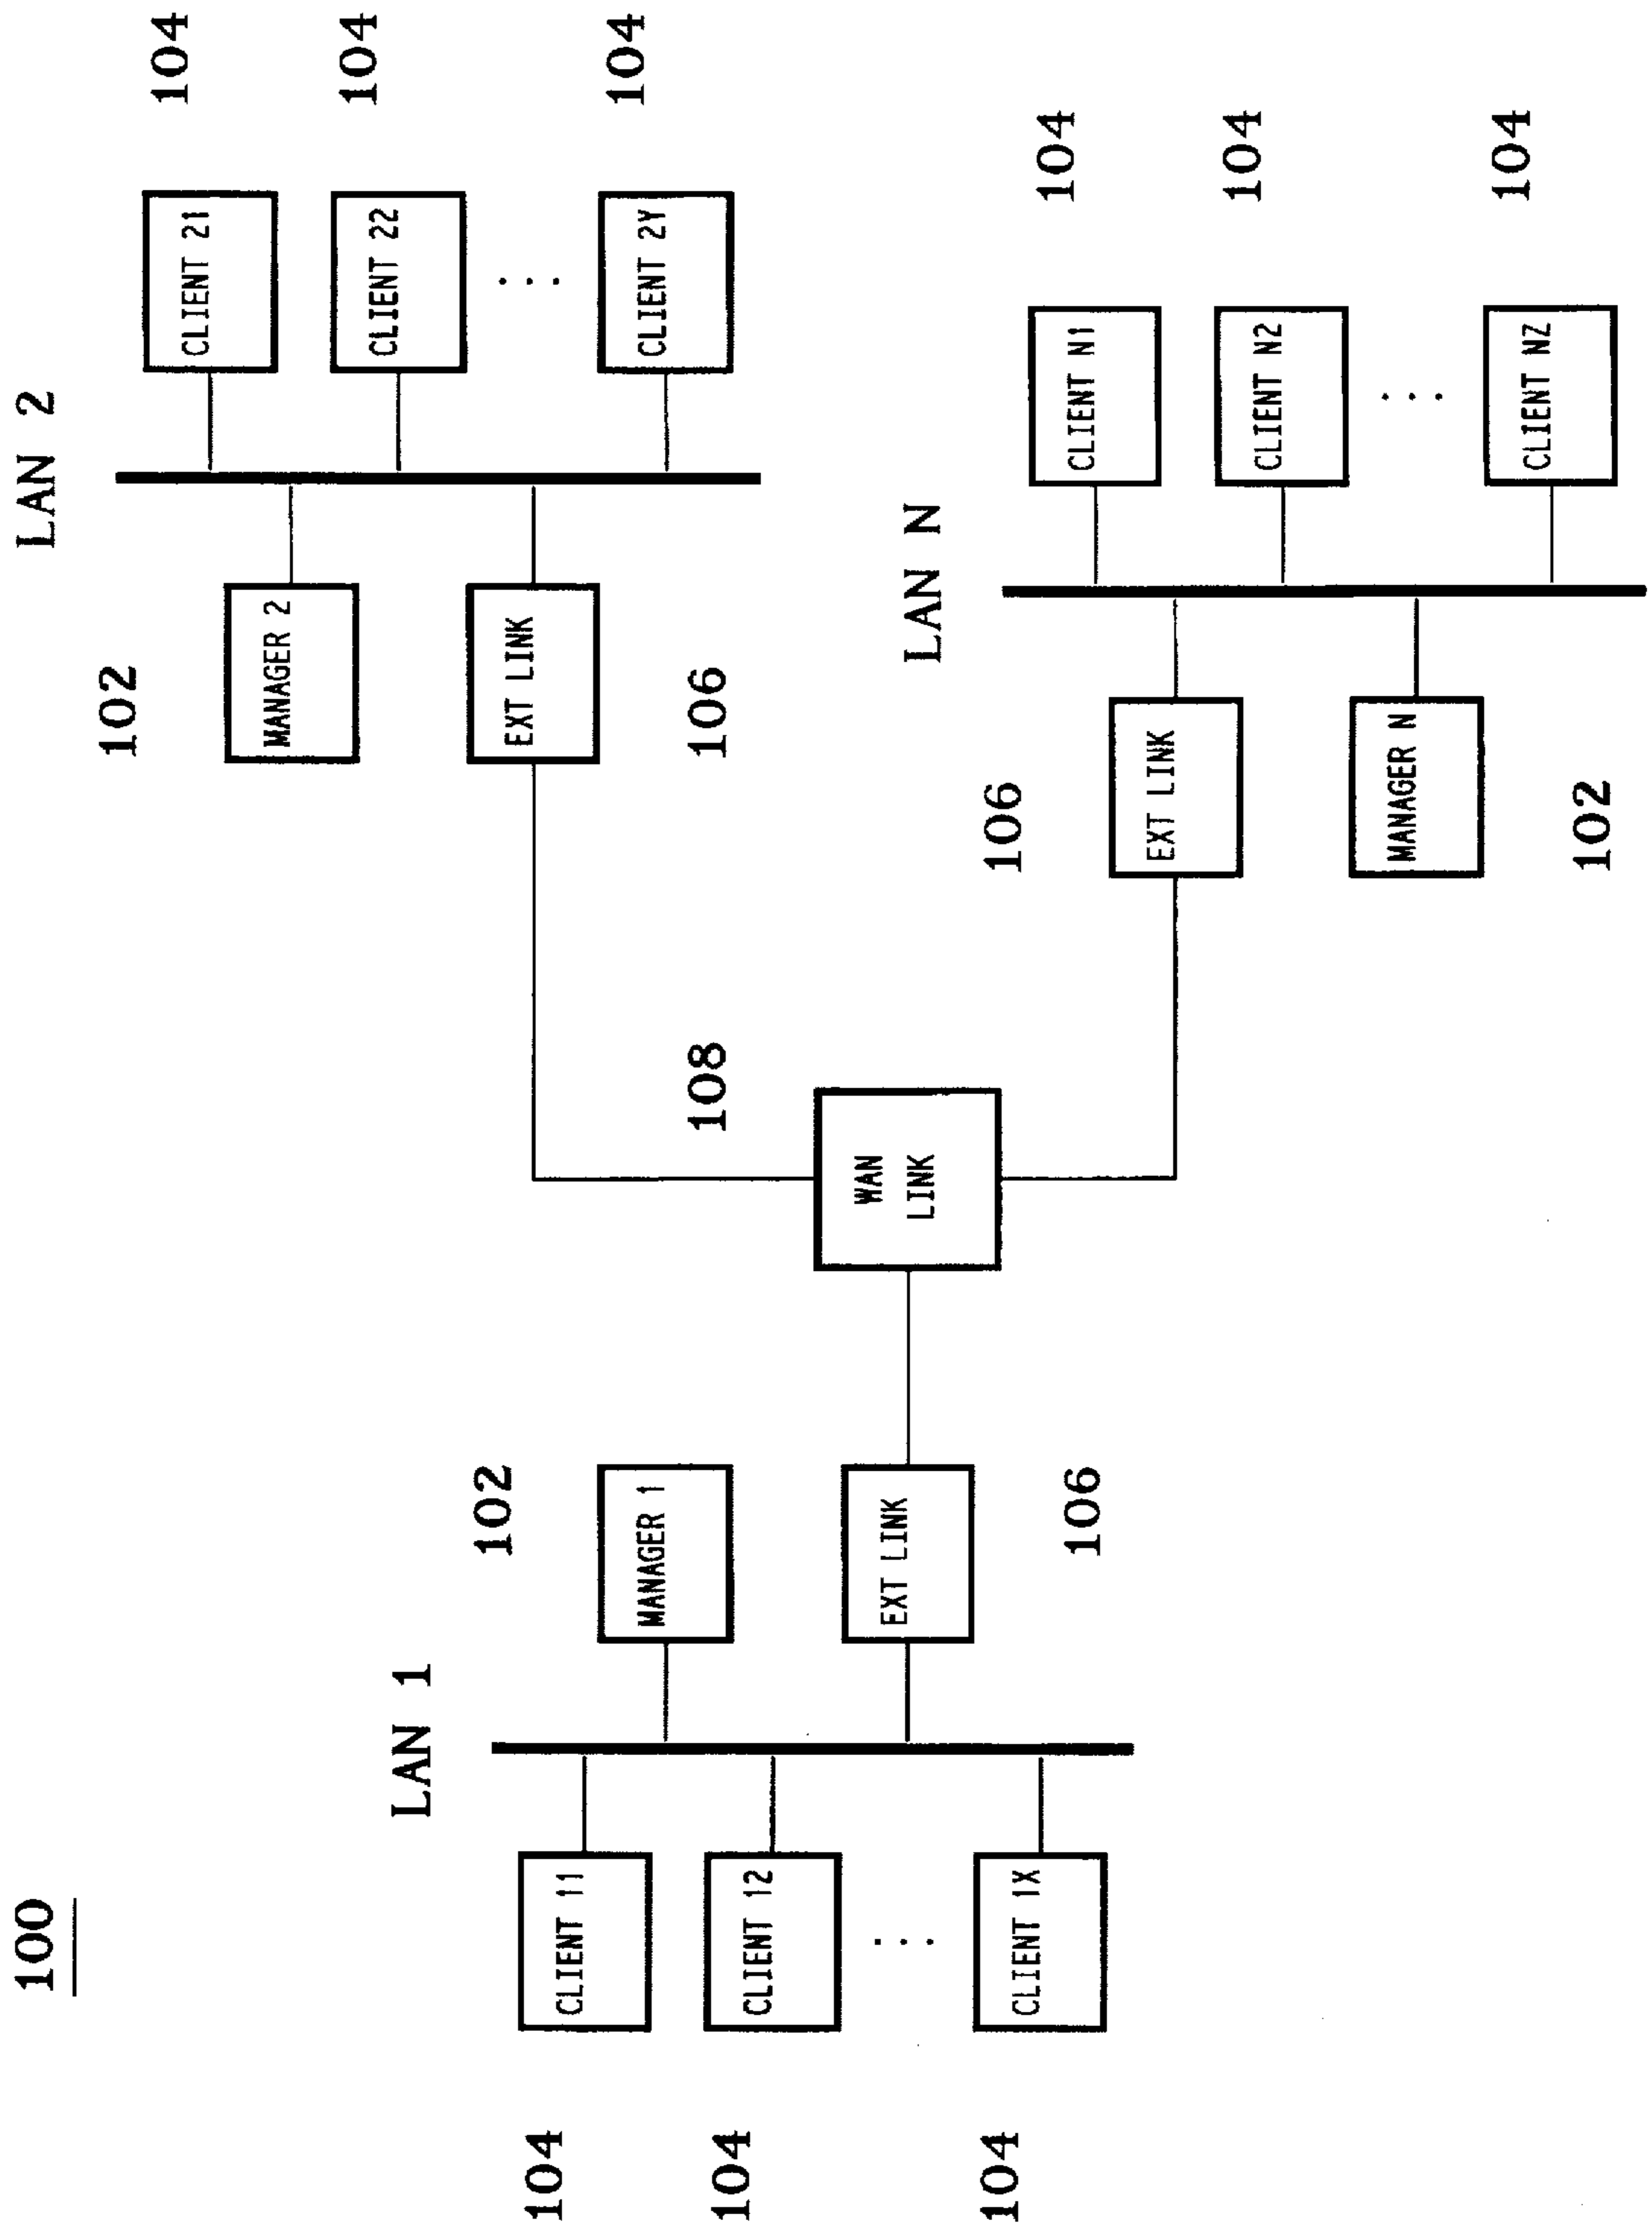 100
LAN 1
104
CLIENT 11
104
CLIENT 12
...
104
CLIENT 1X
102
MANAGER 1
EXT LINK
106
108
WAN
LINK
LAN 2
102
MANAGER 2
EXT LINK
106
CLIENT 21
104
CLIENT 22
104
...
CLIENT 2Y
104
LAN N
106
EXT LINK
MANAGER N
102
CLIENT N1
104
CLIENT N2
104
...
CLIENT NZ
104